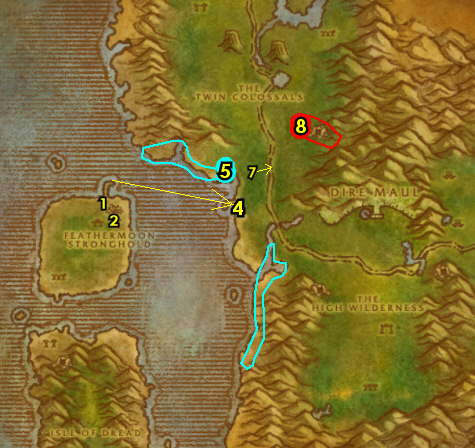 THE
TWIN COLOSSALS
8
5
7
DIRE MAUL
1
4
2
FEATHERMOON
STRONGHOLD
THE
HIGH WILDERNESS
ISLE OF DREAD